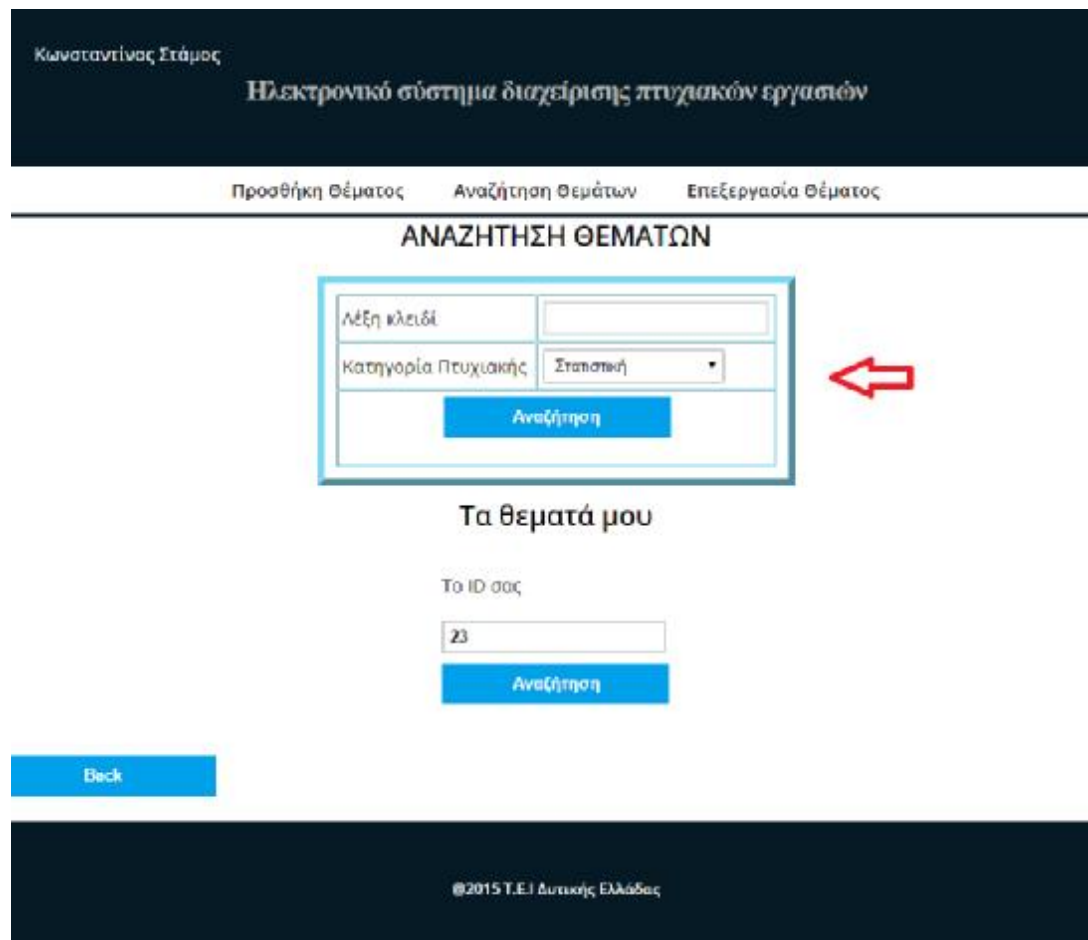 Κωνσταντίνος Στάμος
Ηλεκτρονικό σύστημα διαχείρισης πτυχιακών εργασιών
Προσθήκη Θέματος Αναζήτηση Θεμάτων Επεξεργασία Θέματος
ΑΝΑΖΗΤΗΣΗ ΘΕΜΑΤΩΝ
Λέξη κλειδί
Κατηγορία Πτυχιακής Στατιστική
Αναζήτηση
Τα θεματά μου
Το ID σας
23
Αναζήτηση
Back
@2015 Τ.Ε.Ι Δυτικής Ελλάδας